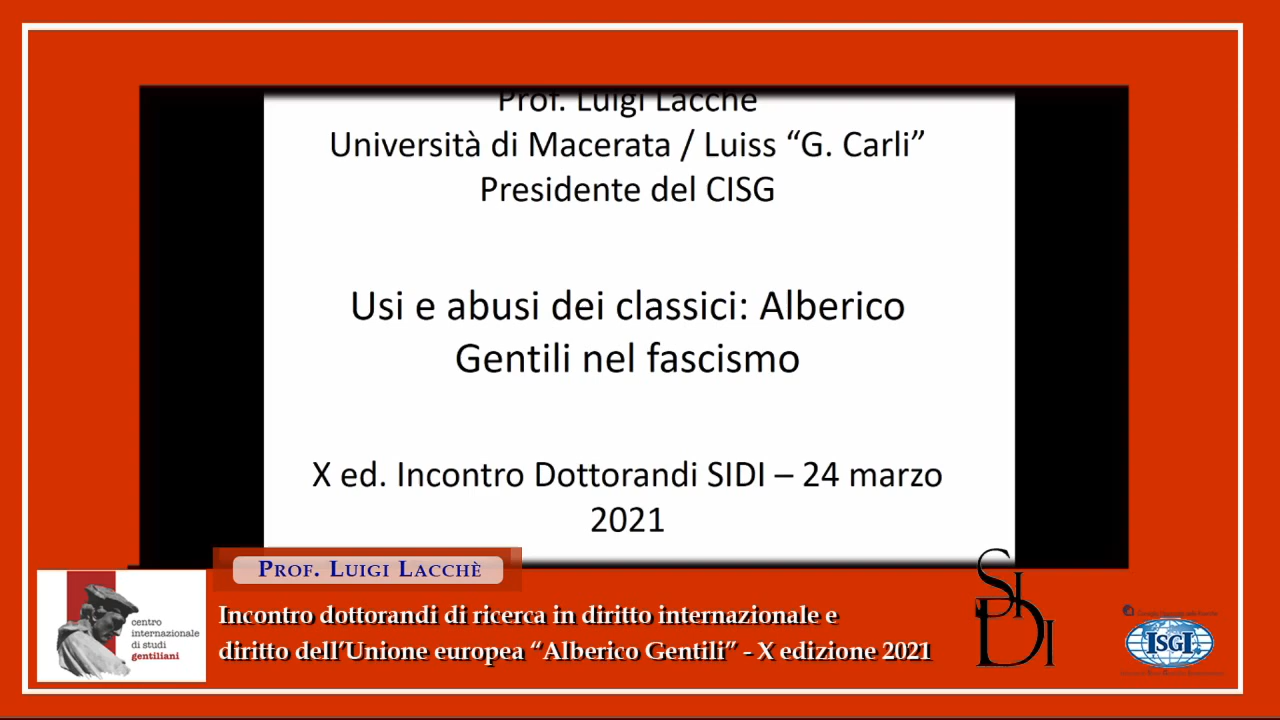 Prof. Luigi Lacchè
Università di Macerata / Luiss “G. Carli”
Presidente del CISG
Usi e abusi dei classici: Alberico
Gentili nel fascismo
X ed. Incontro Dottorandi SIDI – 24 marzo
2021
PROF. LUIGI LACCHÈ
Incontro dottorandi di ricerca in diritto internazionale e
diritto dell’Unione europea “Alberico Gentili” - X edizione 2021
centro
internazionale
di studi
gentiliani
SIDI
ISGI